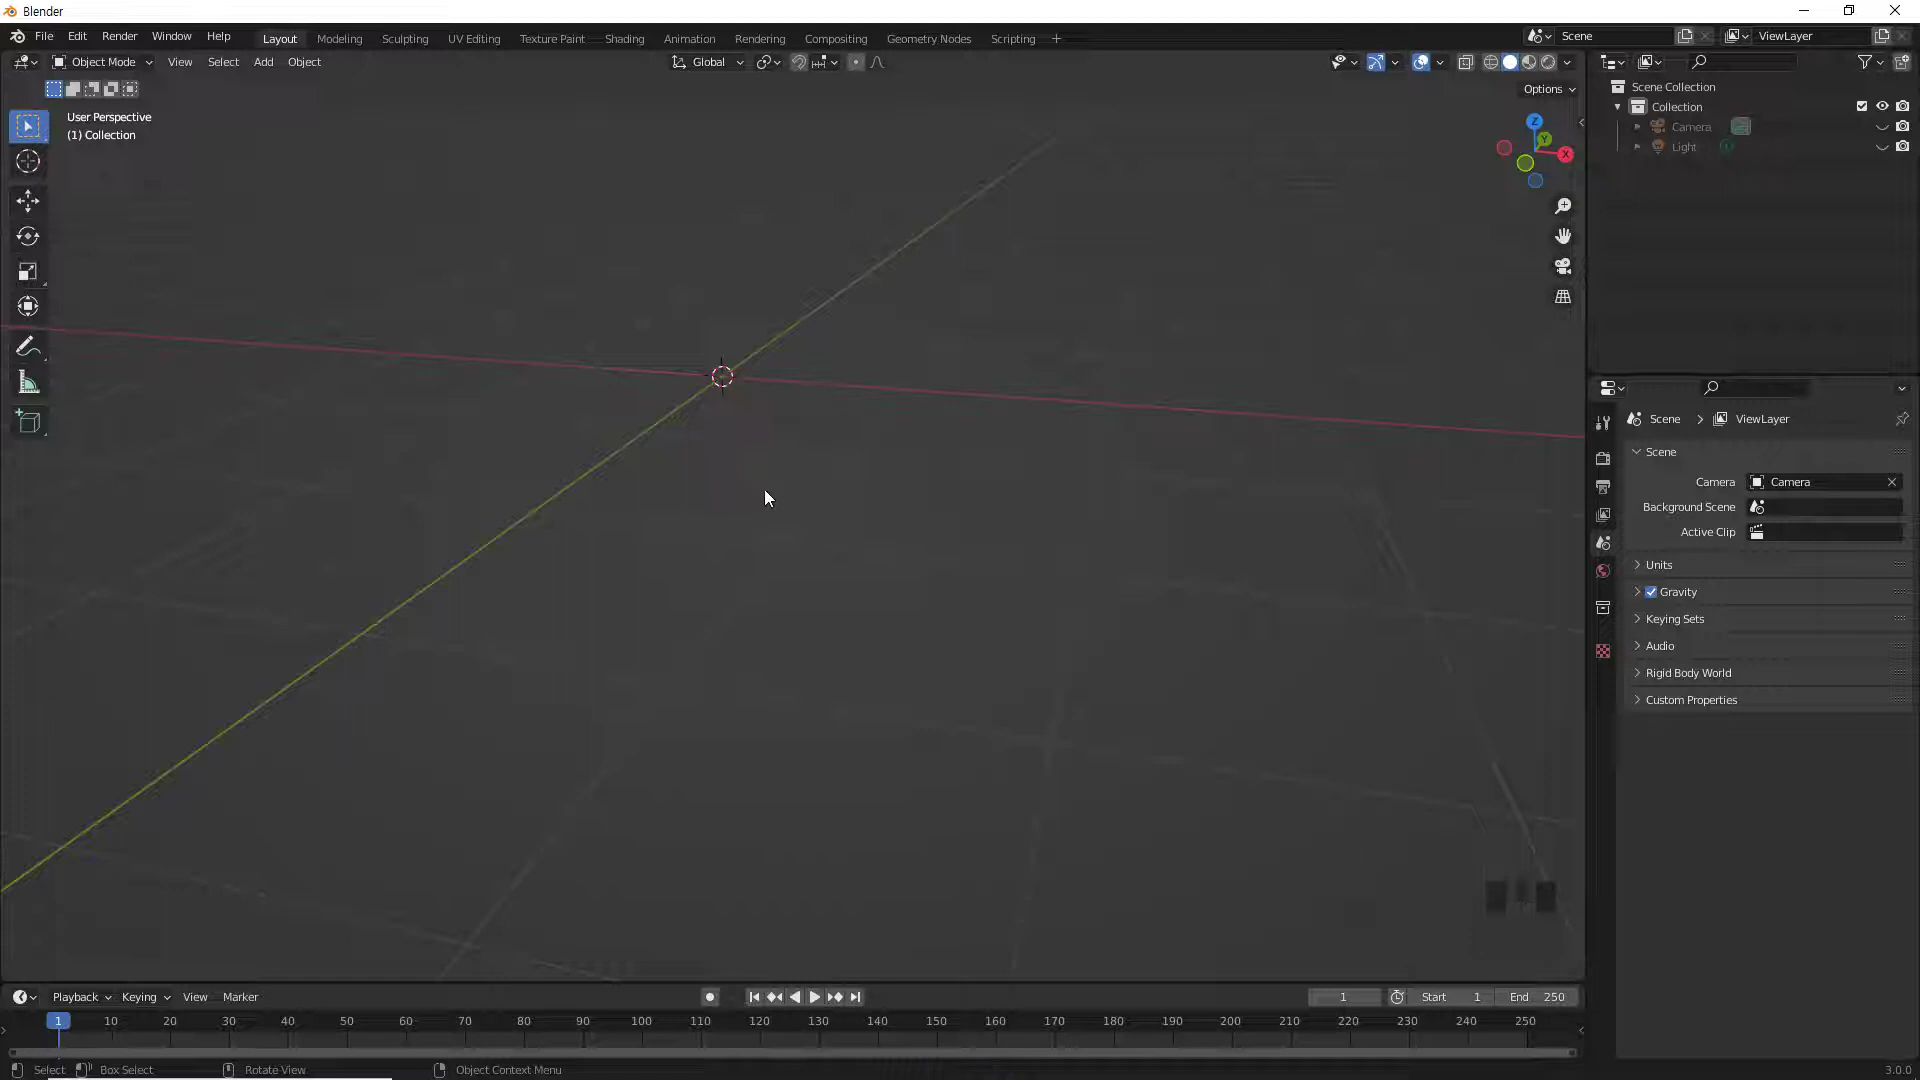 Blender
File Edit Render Window Help
Layout Modeling Sculpting UV Editing Texture Paint Shading Animation Rendering Compositing Geometry Nodes Scripting +
Scene ViewLayer
Object Mode View Select Add Object
Global
Options
User Perspective
(1) Collection
Z
Y
X
Scene Collection
Collection
Camera
Light
Scene > ViewLayer
Scene
Camera Camera
Background Scene
Active Clip
Units
Gravity
Keying Sets
Audio
Rigid Body World
Custom Properties
Playback Keying View Marker
1 Start 1 End 250
1 10 20 30 40 50 60 70 80 90 100 110 120 130 140 150 160 170 180 190 200 210 220 230 240 250
Select Box Select Rotate View Object Context Menu
3.0.0